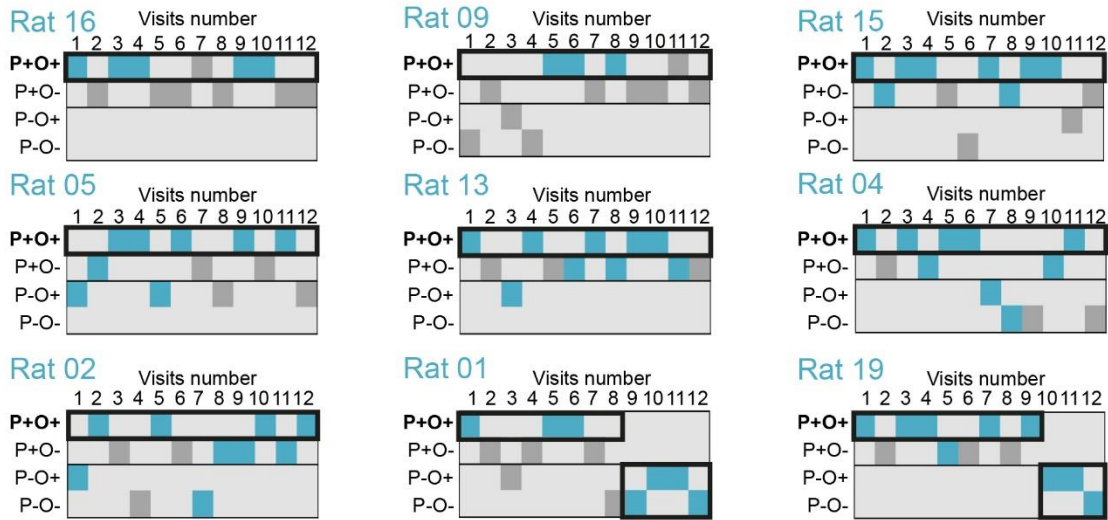 Rat 16 Visits number
1 2 3 4 5 6 7 8 9 10 11 12
P+O+
P+O-
P-O+
P-O-
Rat 09 Visits number
1 2 3 4 5 6 7 8 9 10 11 12
P+O+
P+O-
P-O+
P-O-
Rat 15 Visits number
1 2 3 4 5 6 7 8 9 10 11 12
P+O+
P+O-
P-O+
P-O-
Rat 05 Visits number
1 2 3 4 5 6 7 8 9 10 11 12
P+O+
P+O-
P-O+
P-O-
Rat 13 Visits number
1 2 3 4 5 6 7 8 9 10 11 12
P+O+
P+O-
P-O+
P-O-
Rat 04 Visits number
1 2 3 4 5 6 7 8 9 10 11 12
P+O+
P+O-
P-O+
P-O-
Rat 02 Visits number
1 2 3 4 5 6 7 8 9 10 11 12
P+O+
P+O-
P-O+
P-O-
Rat 01 Visits number
1 2 3 4 5 6 7 8 9 10 11 12
P+O+
P+O-
P-O+
P-O-
Rat 19 Visits number
1 2 3 4 5 6 7 8 9 10 11 12
P+O+
P+O-
P-O+
P-O-